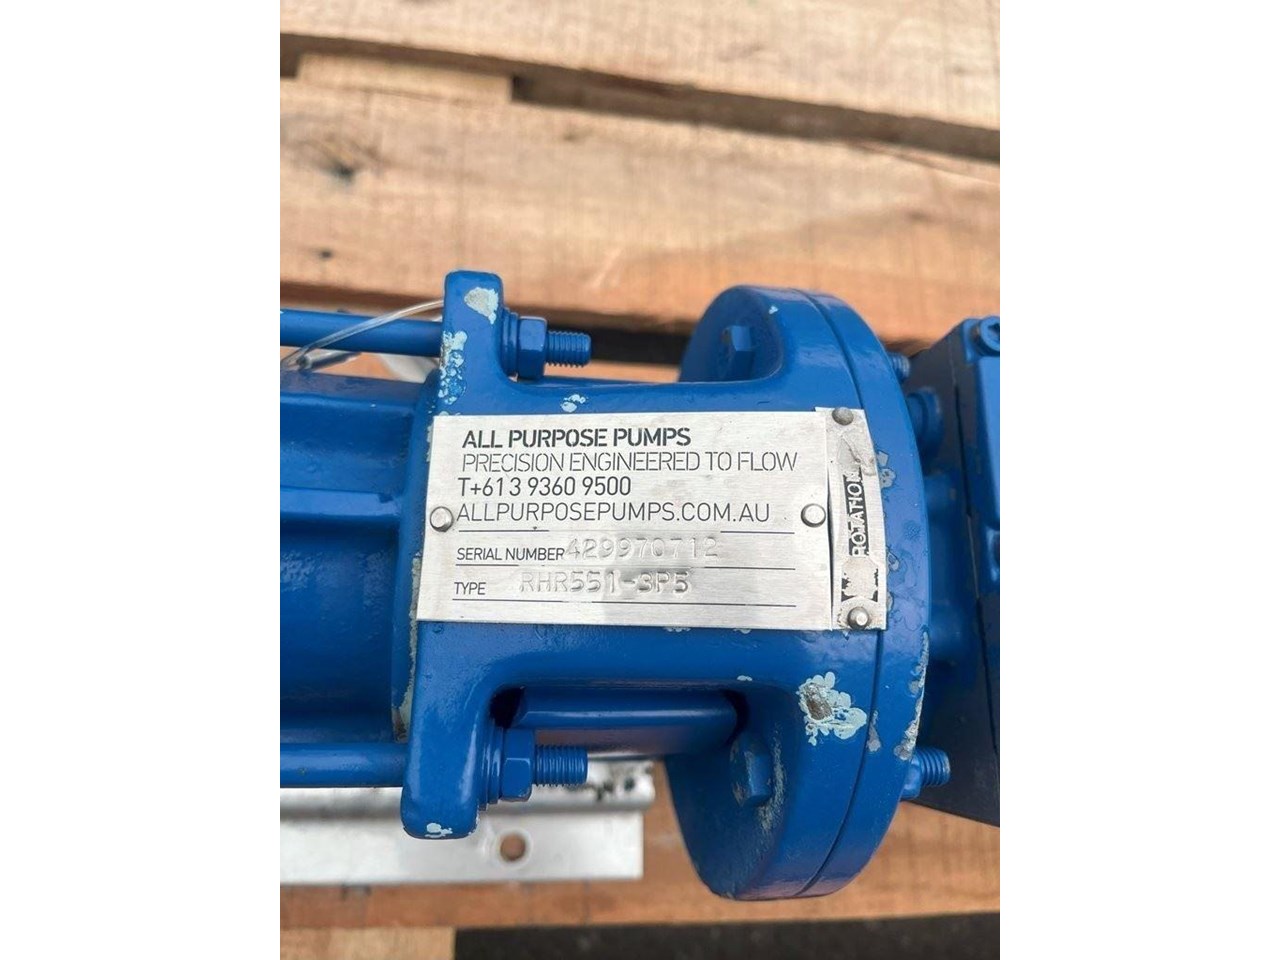 ALL PURPOSE PUMPS
PRECISION ENGINEERED TO FLOW
T+61 3 9360 9500
ALLPURPOSEPUMPS.COM.AU
SERIAL NUMBER 429970712
TYPE RHR551-3P5
ROTATION